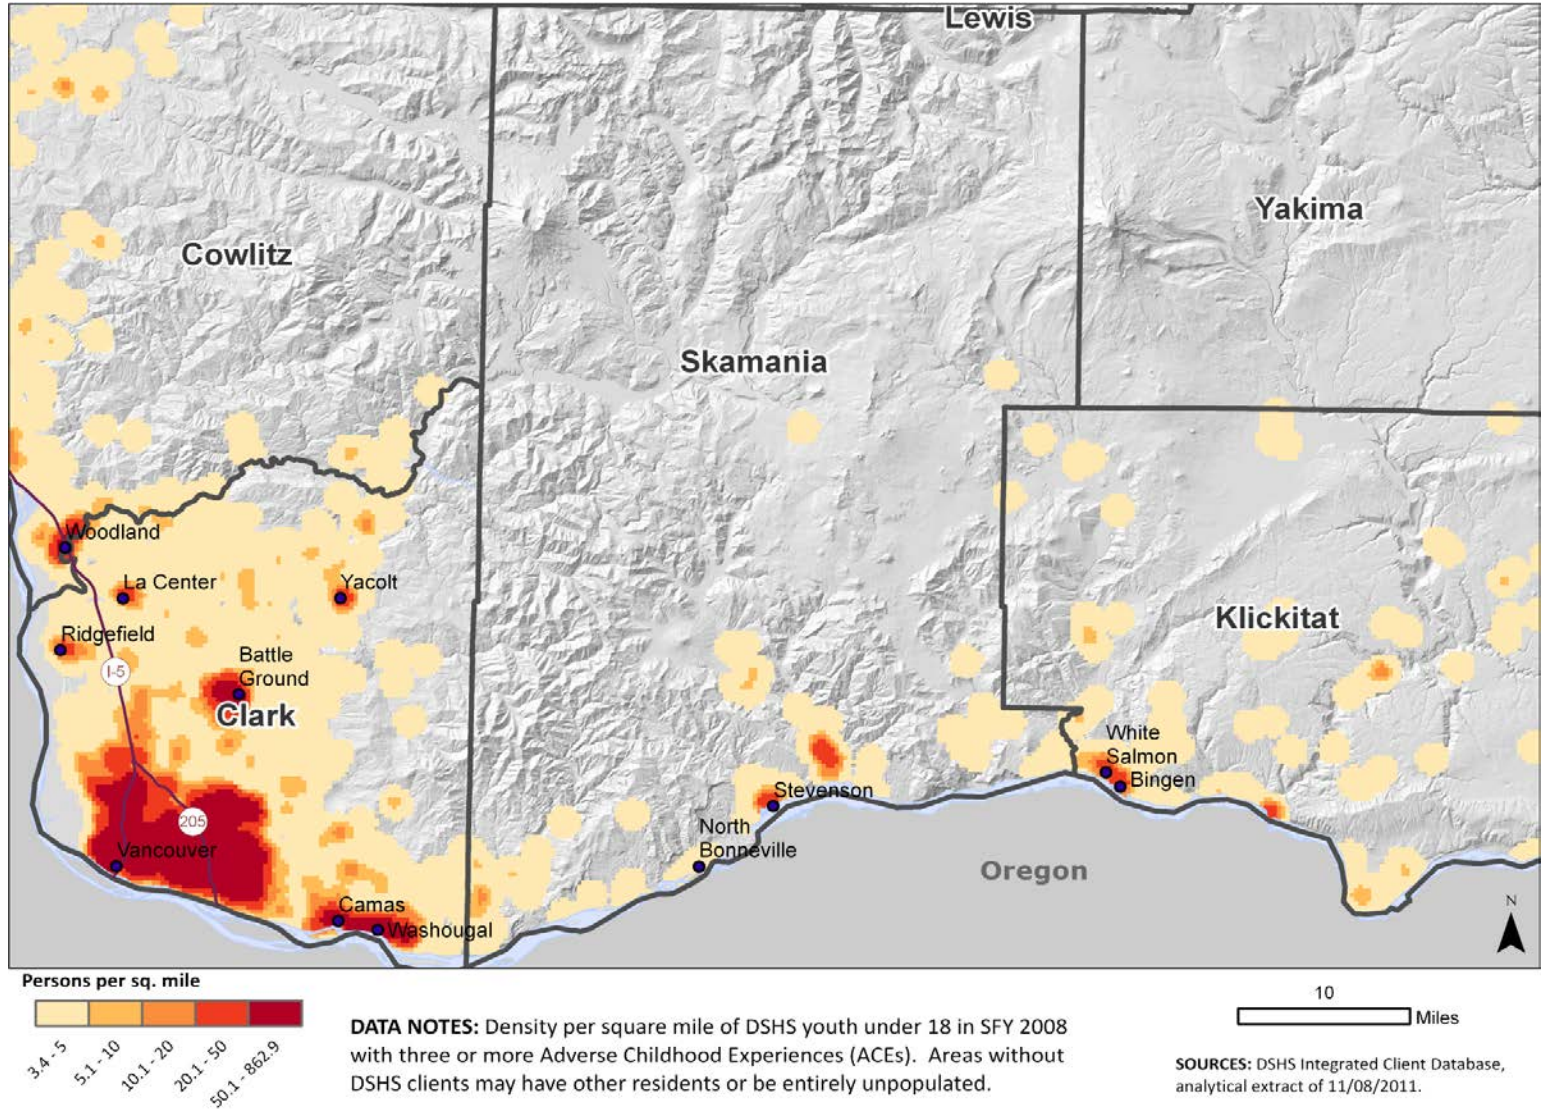 Lewis
Yakima
Cowlitz
Skamania
Woodland
La Center
Yacolt
Klickitat
Ridgefield
Battle
Ground
I-5
Clark
White
Salmon
Bingen
Stevenson
205
North
Bonneville
Vancouver
Oregon
Camas
Washougal
N
Persons per sq. mile
3.4 - 5
5.1 - 10
10.1 - 20
20.1 - 50
50.1 - 862.9
DATA NOTES: Density per square mile of DSHS youth under 18 in SFY 2008
with three or more Adverse Childhood Experiences (ACEs). Areas without
DSHS clients may have other residents or be entirely unpopulated.
10
Miles
SOURCES: DSHS Integrated Client Database,
analytical extract of 11/08/2011.